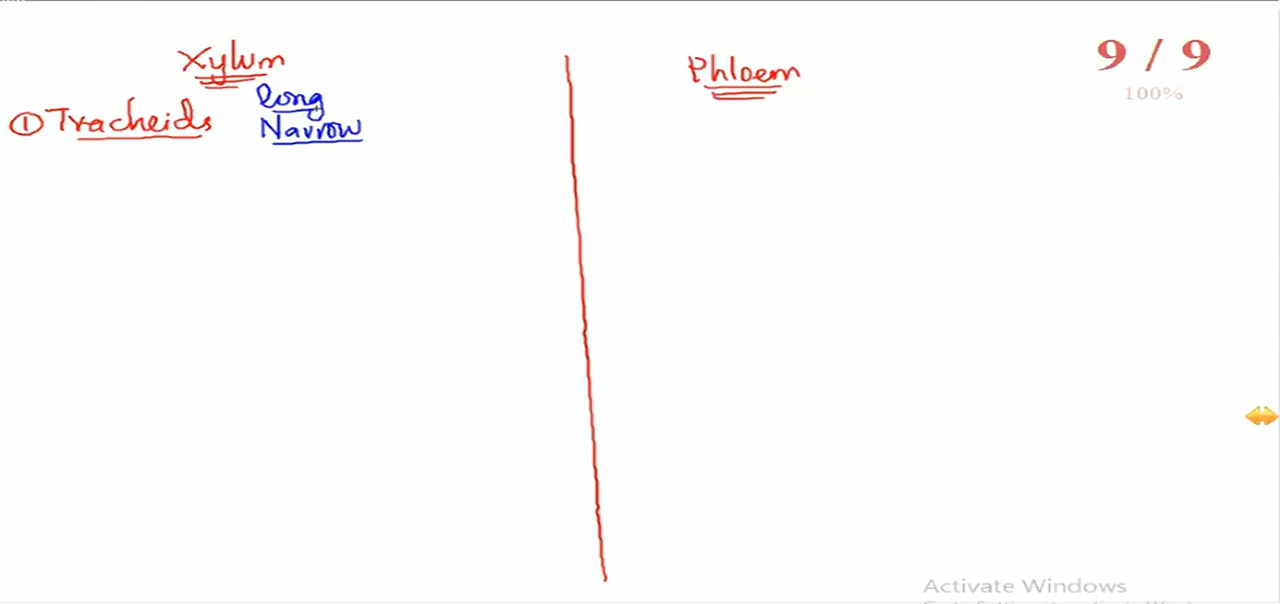 Xylum
① Tracheids
long
Narrow
Phloem
9 / 9
100%
Activate Windows